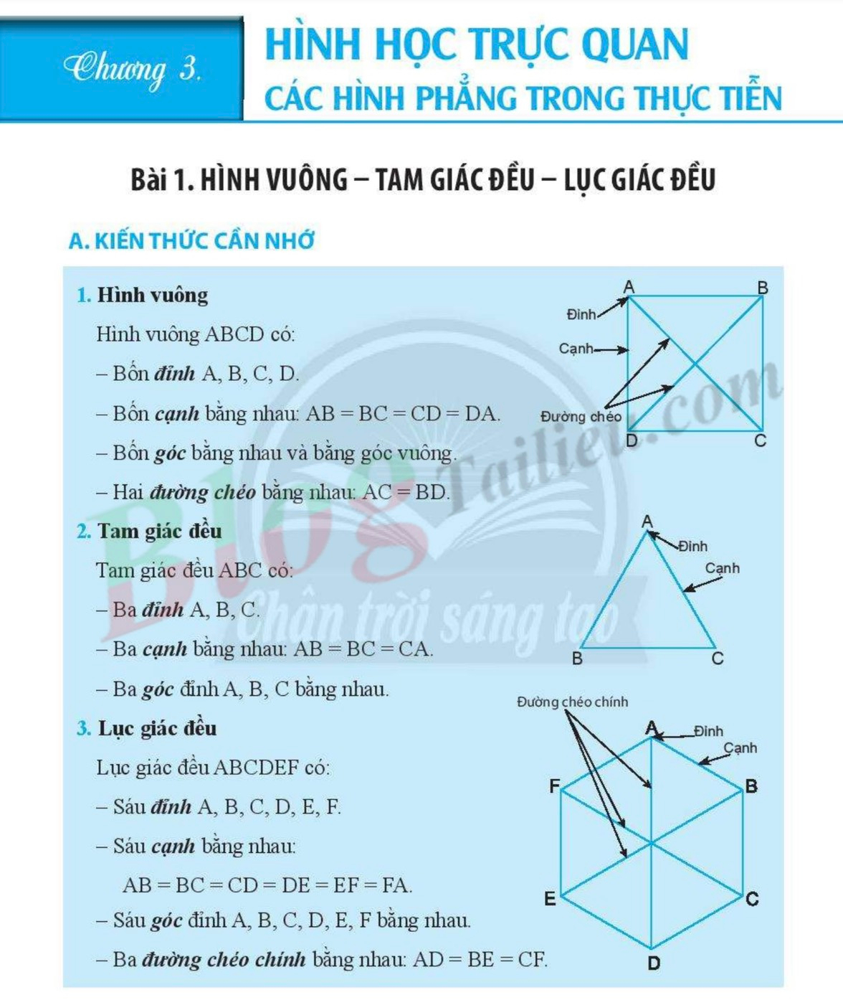 Chương 3.
HÌNH HỌC TRỰC QUAN
CÁC HÌNH PHẲNG TRONG THỰC TIỄN
Bài 1. HÌNH VUÔNG – TAM GIÁC ĐỀU – LỤC GIÁC ĐỀU
A. KIẾN THỨC CẦN NHỚ
1. Hình vuông
Hình vuông ABCD có:
– Bốn đỉnh A, B, C, D.
– Bốn cạnh bằng nhau: AB = BC = CD = DA.
– Bốn góc bằng nhau và bằng góc vuông.
– Hai đường chéo bằng nhau: AC = BD.
A
B
Đỉnh
Cạnh
Đường chéo
D
C
2. Tam giác đều
Tam giác đều ABC có:
– Ba đỉnh A, B, C.
– Ba cạnh bằng nhau: AB = BC = CA.
– Ba góc đỉnh A, B, C bằng nhau.
A
Đỉnh
Cạnh
B
C
3. Lục giác đều
Lục giác đều ABCDEF có:
– Sáu đỉnh A, B, C, D, E, F.
– Sáu cạnh bằng nhau:
AB = BC = CD = DE = EF = FA.
– Sáu góc đỉnh A, B, C, D, E, F bằng nhau.
– Ba đường chéo chính bằng nhau: AD = BE = CF.
Đường chéo chính
A
Đỉnh
Cạnh
F
B
E
C
D
Blog Tailieu.com
Chân trời sáng tạo